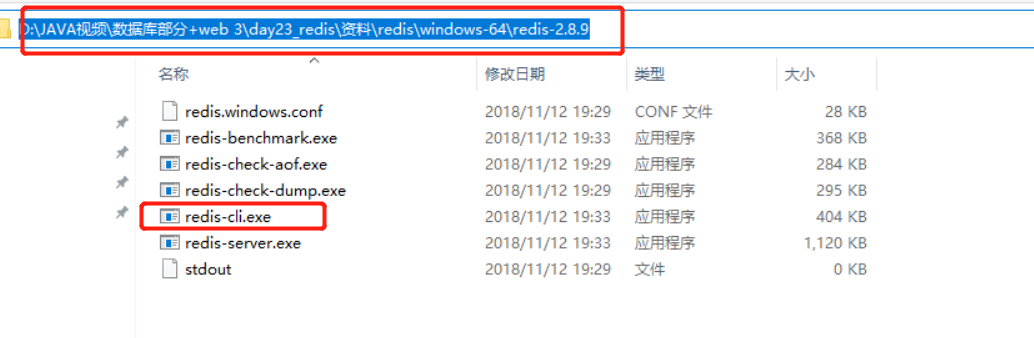 D:\JAVA视频\数据库部分+web 3\day23_redis\资料\redis\windows-64\redis-2.8.9
名称 修改日期 类型 大小
redis.windows.conf 2018/11/12 19:29 CONF 文件 28 KB
redis-benchmark.exe 2018/11/12 19:33 应用程序 368 KB
redis-check-aof.exe 2018/11/12 19:29 应用程序 284 KB
redis-check-dump.exe 2018/11/12 19:29 应用程序 295 KB
redis-cli.exe 2018/11/12 19:33 应用程序 404 KB
redis-server.exe 2018/11/12 19:33 应用程序 1,120 KB
stdout 2018/11/12 19:29 文件 0 KB